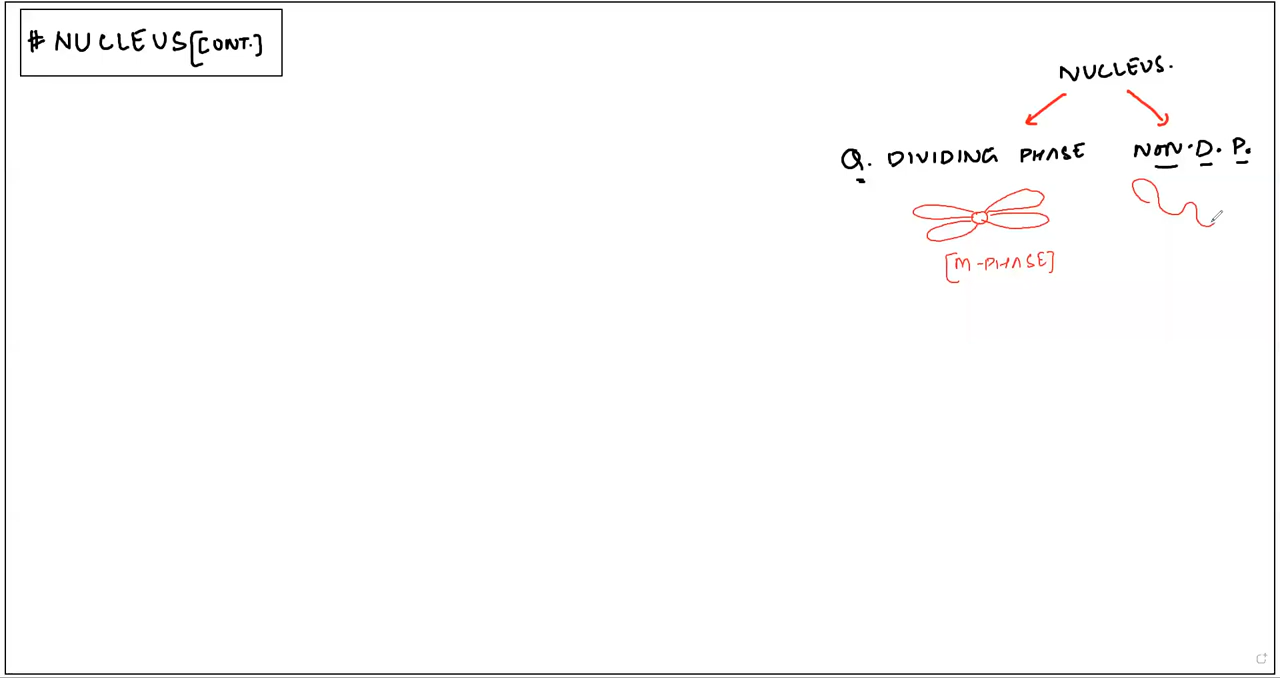 # NUCLEUS [CONT.]
NUCLEUS.
Q. DIVIDING PHASE NON. D. P.
[M-PHASE]